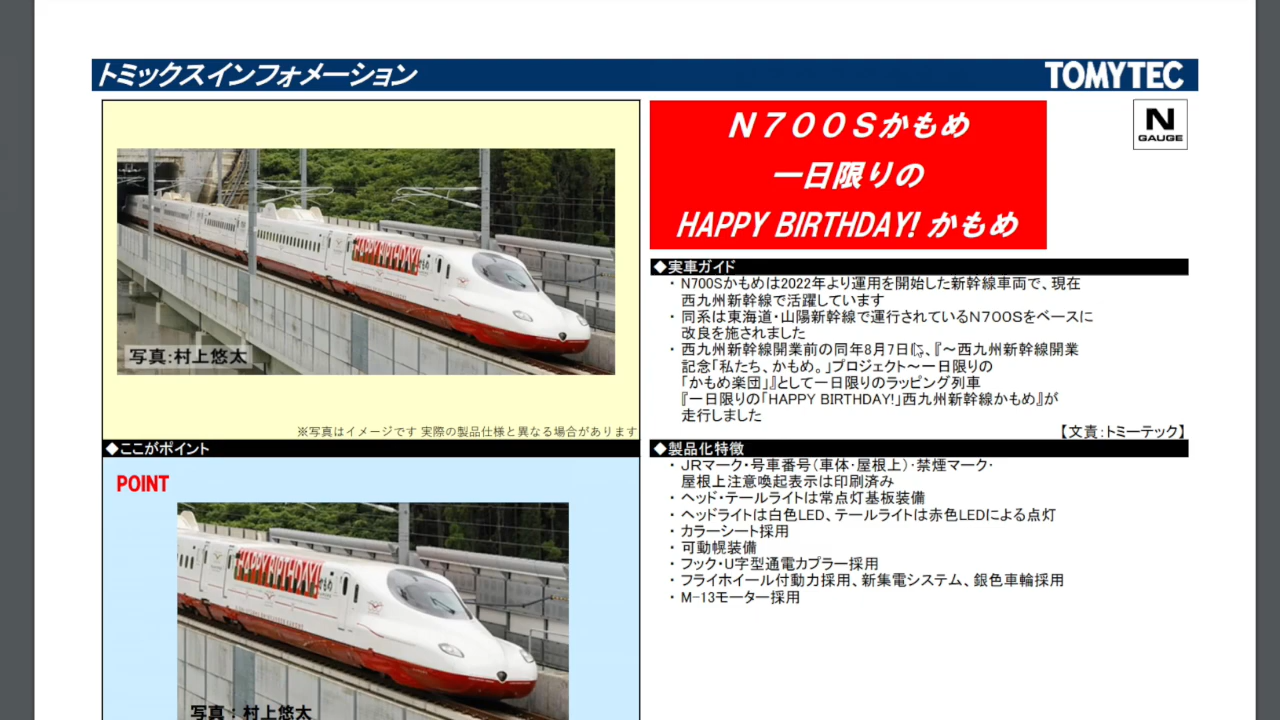 トミックスインフォメーション
TOMYTEC
N GAUGE
N700Sかもめ
一日限りの
HAPPY BIRTHDAY! かもめ
HAPPY BIRTHDAY!
かもめ
写真:村上悠太
※写真はイメージです 実際の製品仕様と異なる場合があります
◆実車ガイド
・ N700Sかもめは2022年より運用を開始した新幹線車両で、現在
西九州新幹線で活躍しています
・ 同系は東海道・山陽新幹線で運行されているN700Sをベースに
改良を施されました
・ 西九州新幹線開業前の同年8月7日に、『~西九州新幹線開業
記念「私たち、かもめ。」プロジェクト~一日限りの
「かもめ楽団」』として一日限りのラッピング列車
『一日限りの「HAPPY BIRTHDAY!」西九州新幹線かもめ』が
走行しました
【文責:トミーテック】
◆ここがポイント
POINT
HAPPY BIRTHDAY!
かもめ
写真:村上悠太
◆製品化特徴
・ JRマーク・号車番号(車体・屋根上)・禁煙マーク・
屋根上注意喚起表示は印刷済み
・ ヘッド・テールライトは常点灯基板装備
・ ヘッドライトは白色LED、テールライトは赤色LEDによる点灯
・ カラーシート採用
・ 可動幌装備
・ フック・U字型通電カプラー採用
・ フライホイール付動力採用、新集電システム、銀色車輪採用
・ M-13モーター採用